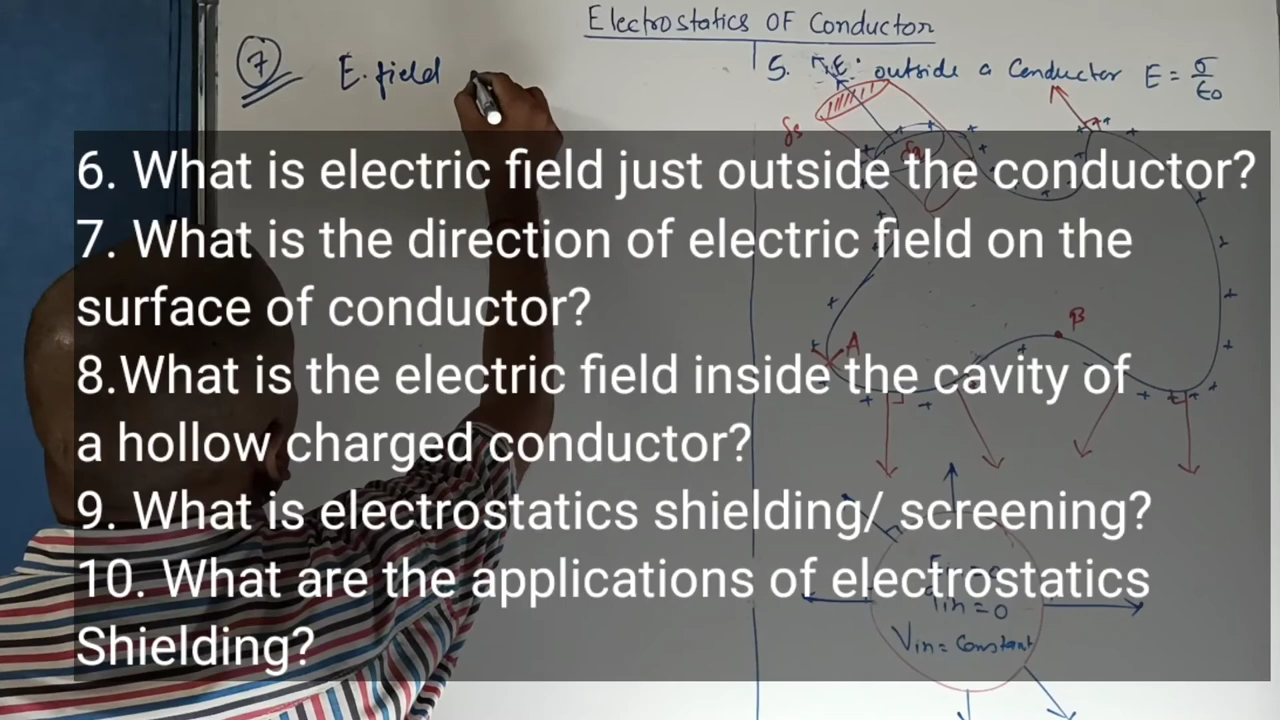 Electrostatics OF Conductor
7 E. field
5. "E" outside a Conductor E = σ/ε0
δs
6. What is electric field just outside the conductor?
7. What is the direction of electric field on the
surface of conductor?
8.What is the electric field inside the cavity of
a hollow charged conductor?
9. What is electrostatics shielding/ screening?
10. What are the applications of electrostatics
Shielding?
A
B
qin = 0
Vin = Constant